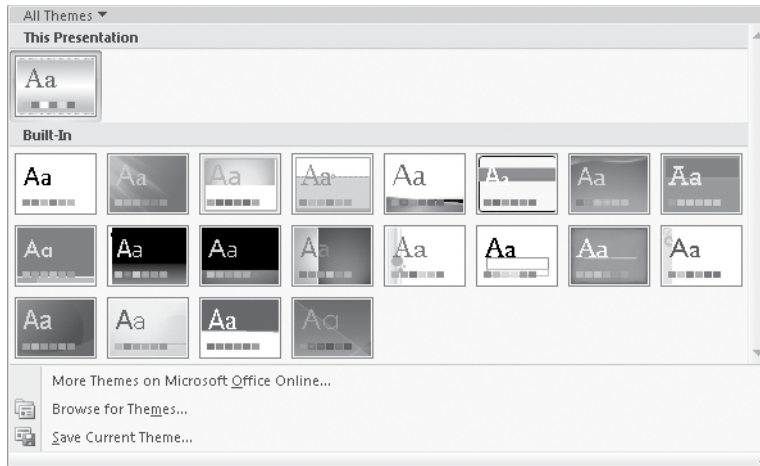 All Themes
This Presentation
Aa
Built-In
Aa Aa Aa Aa Aa Aa Aa Aa
Aa Aa Aa Aa Aa Aa Aa Aa
Aa Aa Aa Aa
More Themes on Microsoft Office Online...
Browse for Themes...
Save Current Theme...